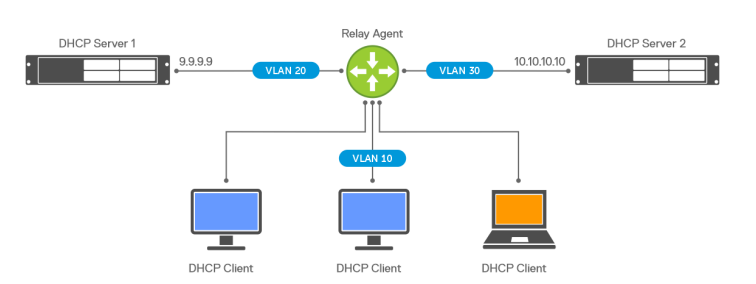 Relay Agent
DHCP Server 1
DHCP Server 2
9.9.9.9
VLAN 20
VLAN 30
10.10.10.10
VLAN 10
DHCP Client
DHCP Client
DHCP Client